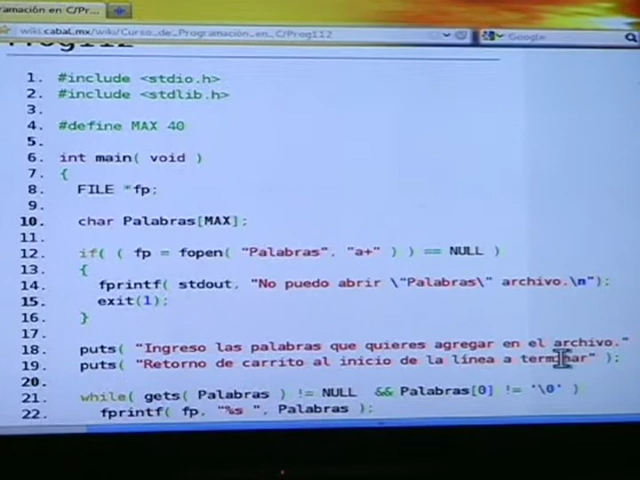 ramación en C/Pr...
wiki.cabal.mx/wiki/Curso_de_Programación_en_C/Prog112
Google
Prog112
1. #include <stdio.h>
2. #include <stdlib.h>
3.
4. #define MAX 40
5.
6. int main( void )
7. {
8. FILE *fp;
9.
10. char Palabras[MAX];
11.
12. if( ( fp = fopen( "Palabras", "a+" ) ) == NULL )
13. {
14. fprintf( stdout, "No puedo abrir \"Palabras\" archivo.\n");
15. exit(1);
16. }
17.
18. puts( "Ingreso las palabras que quieres agregar en el archivo."
19. puts( "Retorno de carrito al inicio de la línea a terminar" );
20.
21. while( gets( Palabras ) != NULL && Palabras[0] != '\0' )
22. fprintf( fp, "%s ", Palabras );